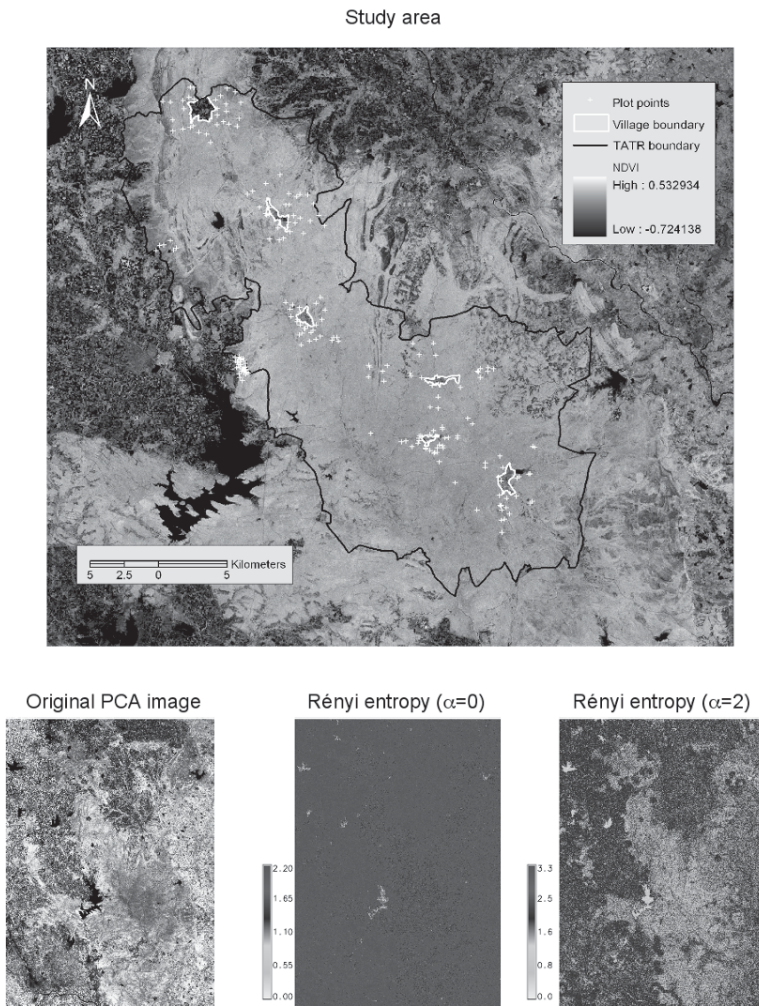 Study area
N
Plot points
Village boundary
TATR boundary
NDVI
High : 0.532934
Low : -0.724138
Kilometers
5 2.5 0 5
Original PCA image
Rényi entropy (α=0)
Rényi entropy (α=2)
2.20
1.65
1.10
0.55
0.00
3.3
2.5
1.6
0.8
0.0